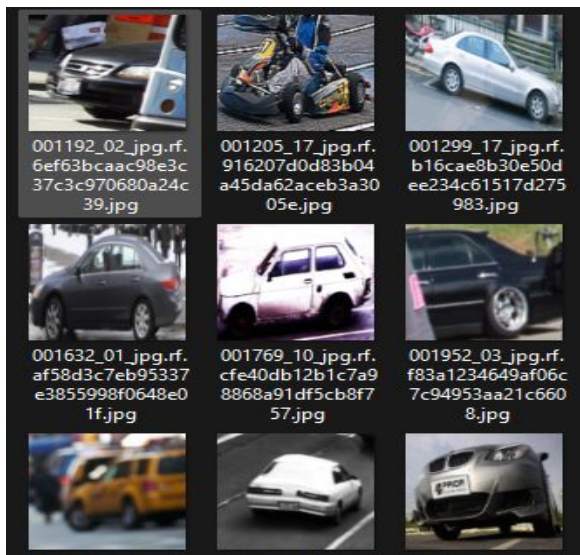 001192_02_jpg.rf.
6ef63bcaac98e3c
37c3c970680a24c
39.jpg
001205_17_jpg.rf.
916207d0d83b04
a45da62aceb3a30
05e.jpg
001299_17_jpg.rf.
b16cae8b30e50d
ee234c61517d275
983.jpg
001632_01_jpg.rf.
af58d3c7eb95337
e3855998f0648e0
1f.jpg
001769_10_jpg.rf.
cfe40db12b1c7a9
8868a91df5cb8f7
57.jpg
001952_03_jpg.rf.
f83a1234649af06c
7c94953aa21c660
8.jpg